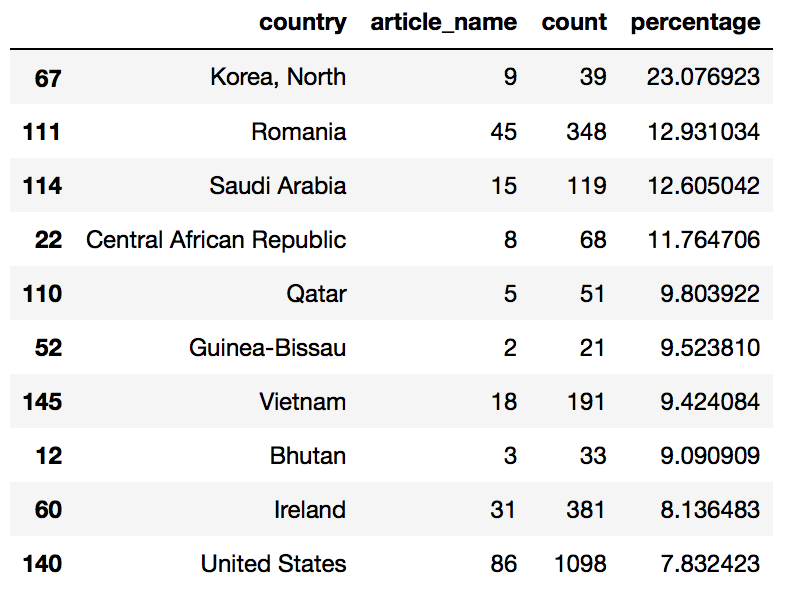 country article_name count percentage
67 Korea, North 9 39 23.076923
111 Romania 45 348 12.931034
114 Saudi Arabia 15 119 12.605042
22 Central African Republic 8 68 11.764706
110 Qatar 5 51 9.803922
52 Guinea-Bissau 2 21 9.523810
145 Vietnam 18 191 9.424084
12 Bhutan 3 33 9.090909
60 Ireland 31 381 8.136483
140 United States 86 1098 7.832423